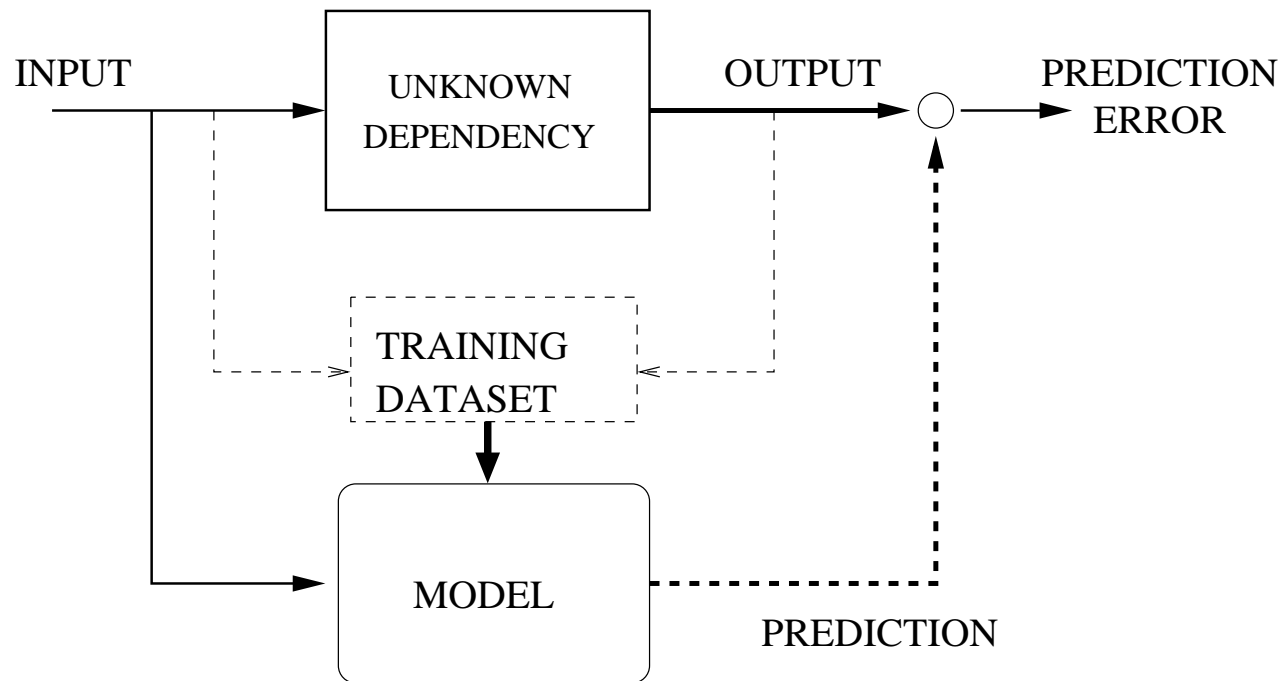 INPUT
UNKNOWN
DEPENDENCY
OUTPUT
PREDICTION
ERROR
TRAINING
DATASET
MODEL
PREDICTION